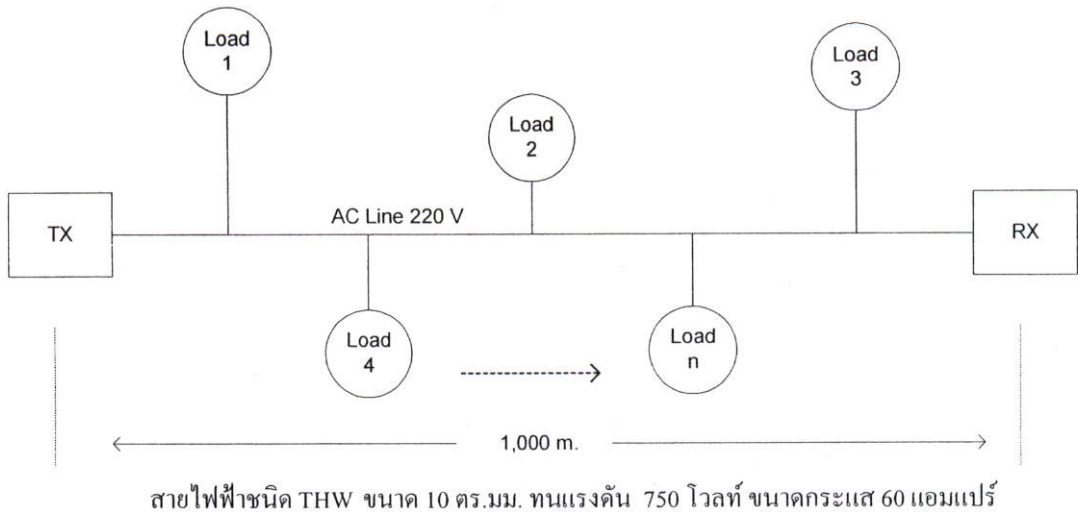 Load
1
Load
2
Load
3
TX
AC Line 220 V
RX
Load
4
Load
n
1,000 m.
สายไฟฟ้าชนิด THW ขนาด 10 ตร.มม. ทนแรงดัน 750 โวลท์ ขนาดกระแส 60 แอมแปร์